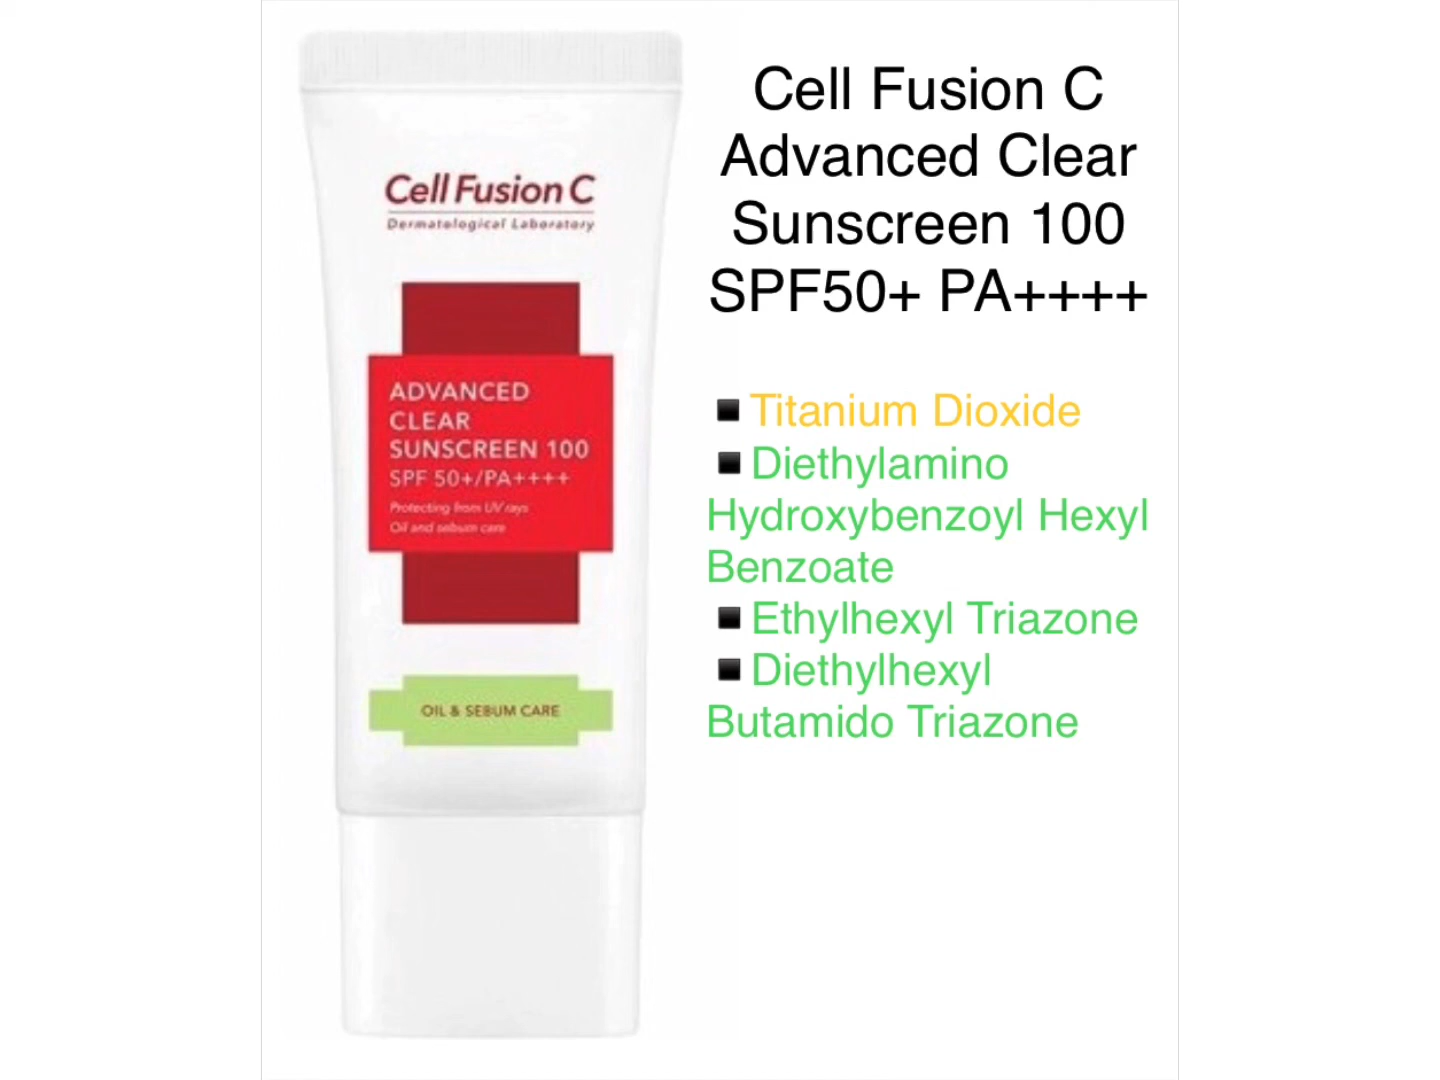 Cell Fusion C
Dermatological Laboratory
ADVANCED
CLEAR
SUNSCREEN 100
SPF 50+/PA++++
Protecting from UV rays
Oil and sebum care
OIL & SEBUM CARE
Cell Fusion C
Advanced Clear
Sunscreen 100
SPF50+ PA++++
▪Titanium Dioxide
▪Diethylamino
Hydroxybenzoyl Hexyl
Benzoate
▪Ethylhexyl Triazone
▪Diethylhexyl
Butamido Triazone